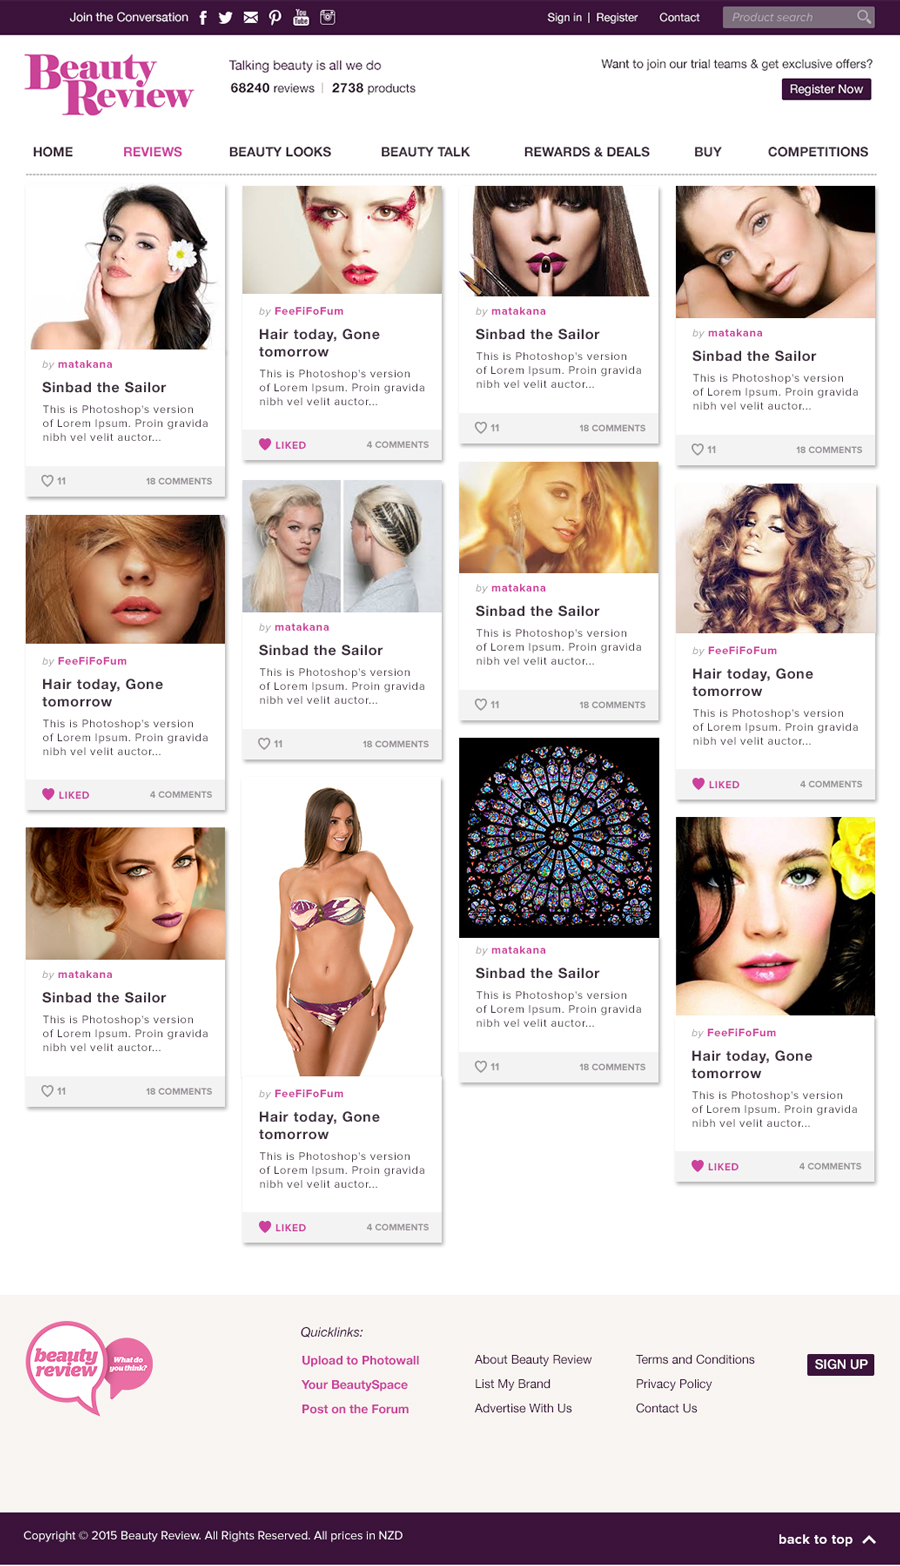 Join the Conversation
You
Tube
Sign in | Register
Contact
Product search
Beauty
Review
Talking beauty is all we do
68240 reviews | 2738 products
Want to join our trial teams & get exclusive offers?
Register Now
HOME
REVIEWS
BEAUTY LOOKS
BEAUTY TALK
REWARDS & DEALS
BUY
COMPETITIONS
by matakana
Sinbad the Sailor
This is Photoshop's version
of Lorem Ipsum. Proin gravida
nibh vel velit auctor...
11
18 COMMENTS
by FeeFiFoFum
Hair today, Gone
tomorrow
This is Photoshop's version
of Lorem Ipsum. Proin gravida
nibh vel velit auctor...
LIKED
4 COMMENTS
by matakana
Sinbad the Sailor
This is Photoshop's version
of Lorem Ipsum. Proin gravida
nibh vel velit auctor...
11
18 COMMENTS
by FeeFiFoFum
Hair today, Gone
tomorrow
This is Photoshop's version
of Lorem Ipsum. Proin gravida
nibh vel velit auctor...
LIKED
4 COMMENTS
by matakana
Sinbad the Sailor
This is Photoshop's version
of Lorem Ipsum. Proin gravida
nibh vel velit auctor...
11
18 COMMENTS
by FeeFiFoFum
Hair today, Gone
tomorrow
This is Photoshop's version
of Lorem Ipsum. Proin gravida
nibh vel velit auctor...
LIKED
4 COMMENTS
by matakana
Sinbad the Sailor
This is Photoshop's version
of Lorem Ipsum. Proin gravida
nibh vel velit auctor...
11
18 COMMENTS
by matakana
Sinbad the Sailor
This is Photoshop's version
of Lorem Ipsum. Proin gravida
nibh vel velit auctor...
11
18 COMMENTS
by matakana
Sinbad the Sailor
This is Photoshop's version
of Lorem Ipsum. Proin gravida
nibh vel velit auctor...
11
18 COMMENTS
by matakana
Sinbad the Sailor
This is Photoshop's version
of Lorem Ipsum. Proin gravida
nibh vel velit auctor...
11
18 COMMENTS
by FeeFiFoFum
Hair today, Gone
tomorrow
This is Photoshop's version
of Lorem Ipsum. Proin gravida
nibh vel velit auctor...
LIKED
4 COMMENTS
by FeeFiFoFum
Hair today, Gone
tomorrow
This is Photoshop's version
of Lorem Ipsum. Proin gravida
nibh vel velit auctor...
LIKED
4 COMMENTS
beauty
review
What do
you think?
Quicklinks:
Upload to Photowall
Your BeautySpace
Post on the Forum
About Beauty Review
List My Brand
Advertise With Us
Terms and Conditions
Privacy Policy
Contact Us
SIGN UP
Copyright © 2015 Beauty Review. All Rights Reserved. All prices in NZD
back to top